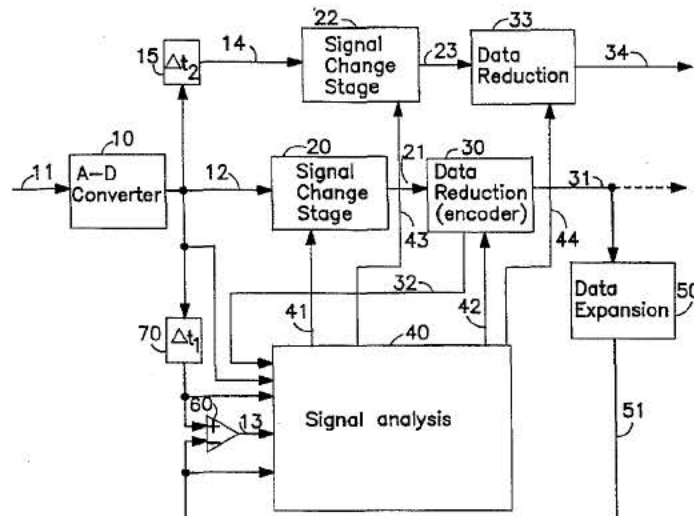 22
33
15
Δt₂
14
Signal
Change
Stage
23
Data
Reduction
34
10
20
21
30
11
A-D
Converter
12
Signal
Change
Stage
Data
Reduction
(encoder)
31
43
44
32
41
42
70
Δt₁
40
Data
Expansion
50
60
+
−
13
Signal analysis
51